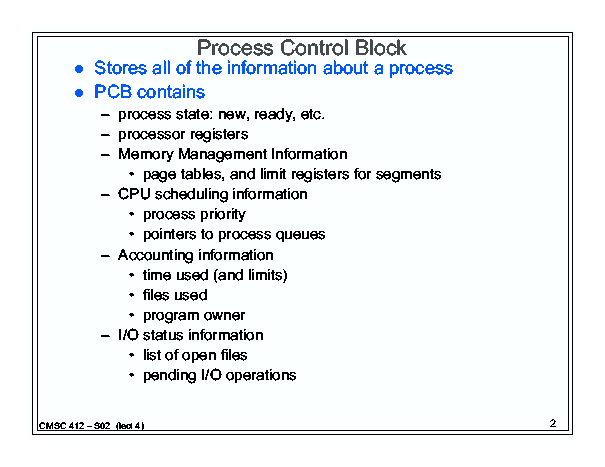 Process Control Block
● Stores all of the information about a process
● PCB contains
– process state: new, ready, etc.
– processor registers
– Memory Management Information
• page tables, and limit registers for segments
– CPU scheduling information
• process priority
• pointers to process queues
– Accounting information
• time used (and limits)
• files used
• program owner
– I/O status information
• list of open files
• pending I/O operations
CMSC 412 – S02 (lect 4)
2